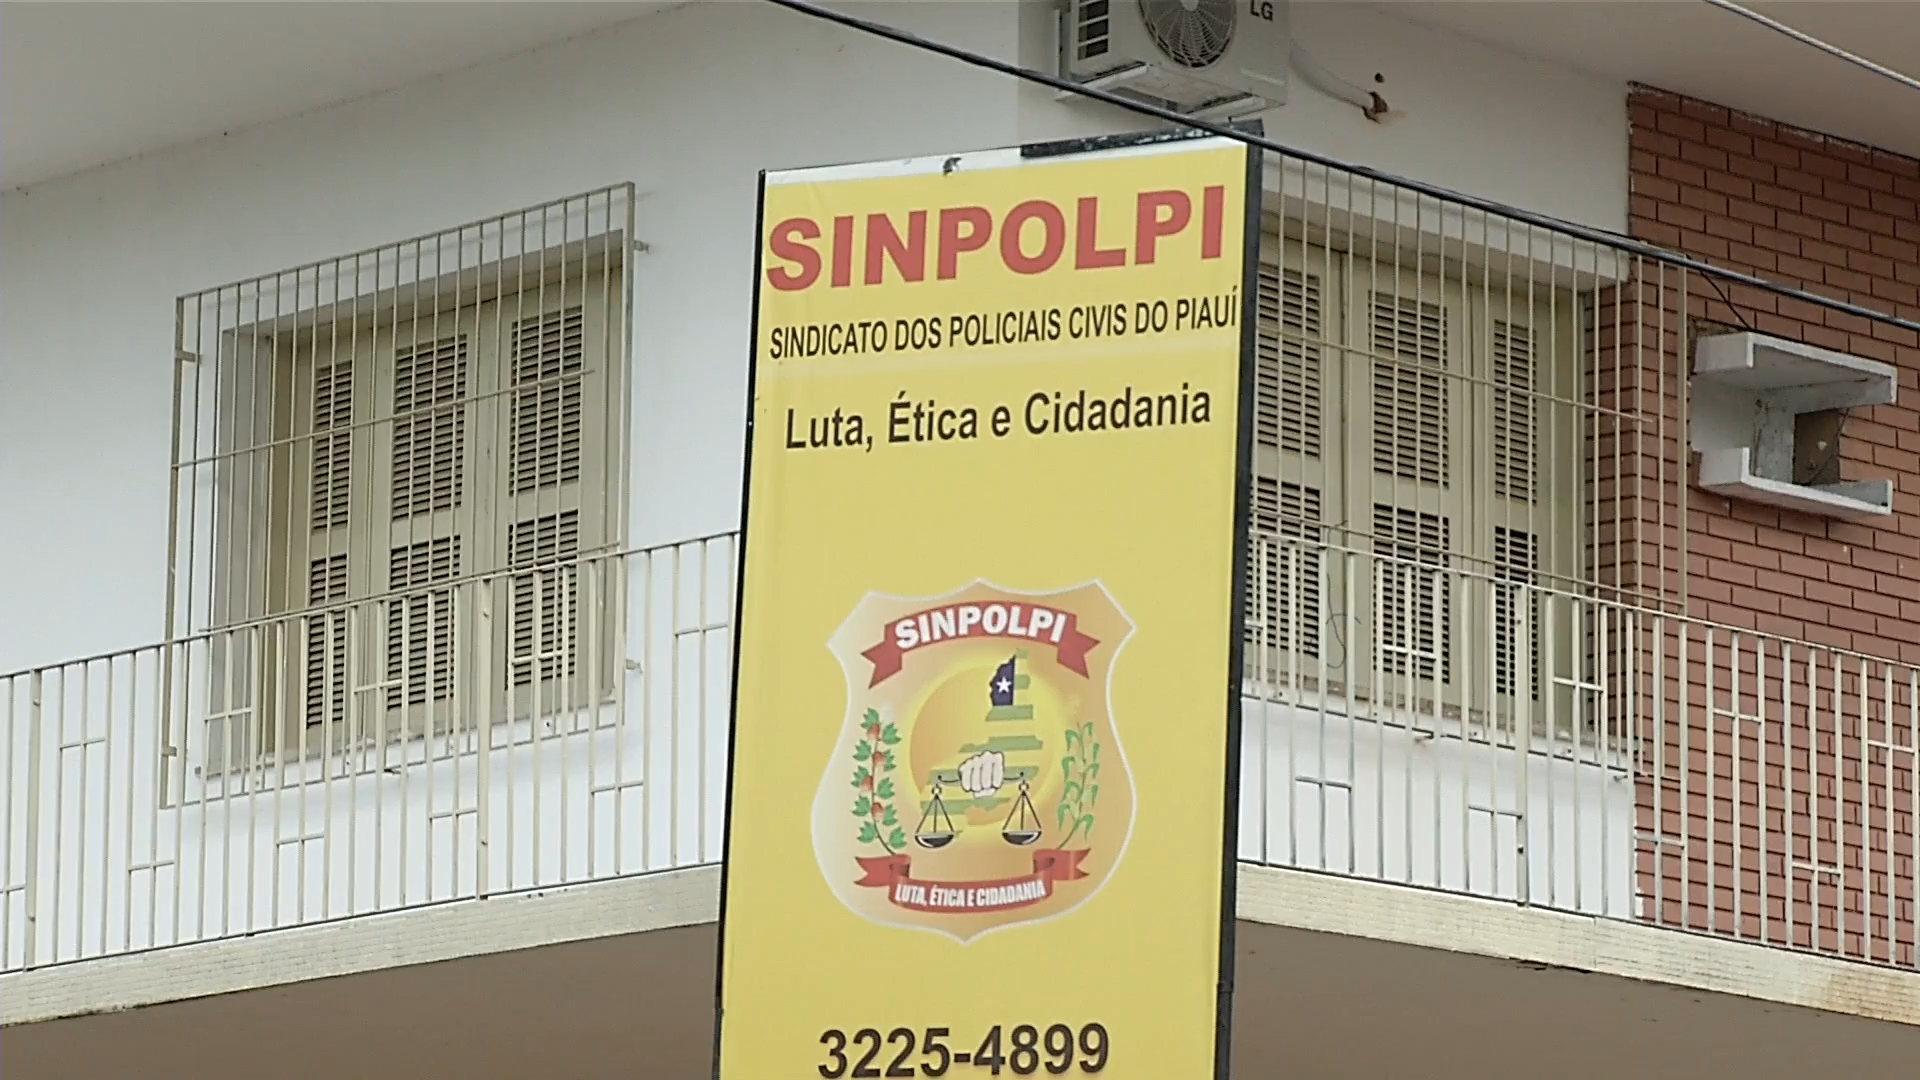 LG
SINPOLPI
SINDICATO DOS POLICIAIS CIVIS DO PIAUÍ
Luta, Ética e Cidadania
SINPOLPI
LUTA, ÉTICA E CIDADANIA
3225-4899